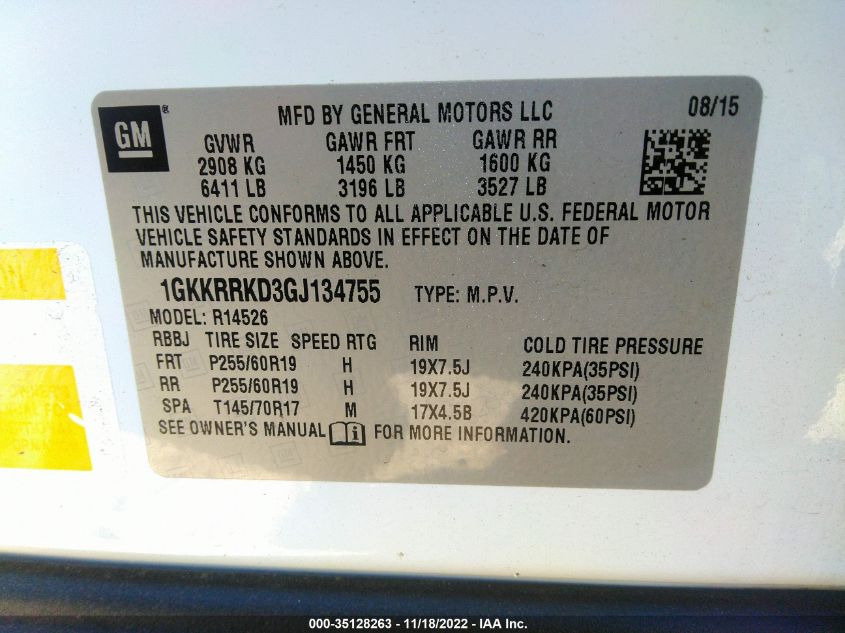 GM ®
MFD BY GENERAL MOTORS LLC 08/15
GVWR GAWR FRT GAWR RR
2908 KG 1450 KG 1600 KG
6411 LB 3196 LB 3527 LB
THIS VEHICLE CONFORMS TO ALL APPLICABLE U.S. FEDERAL MOTOR
VEHICLE SAFETY STANDARDS IN EFFECT ON THE DATE OF
MANUFACTURE SHOWN ABOVE.
1GKKRRKD3GJ134755 TYPE: M.P.V.
MODEL: R14526
RBBJ TIRE SIZE SPEED RTG RIM COLD TIRE PRESSURE
FRT P255/60R19 H 19X7.5J 240KPA(35PSI)
RR P255/60R19 H 19X7.5J 240KPA(35PSI)
SPA T145/70R17 M 17X4.5B 420KPA(60PSI)
SEE OWNER'S MANUAL FOR MORE INFORMATION.
000-35128263 - 11/18/2022 - IAA Inc.